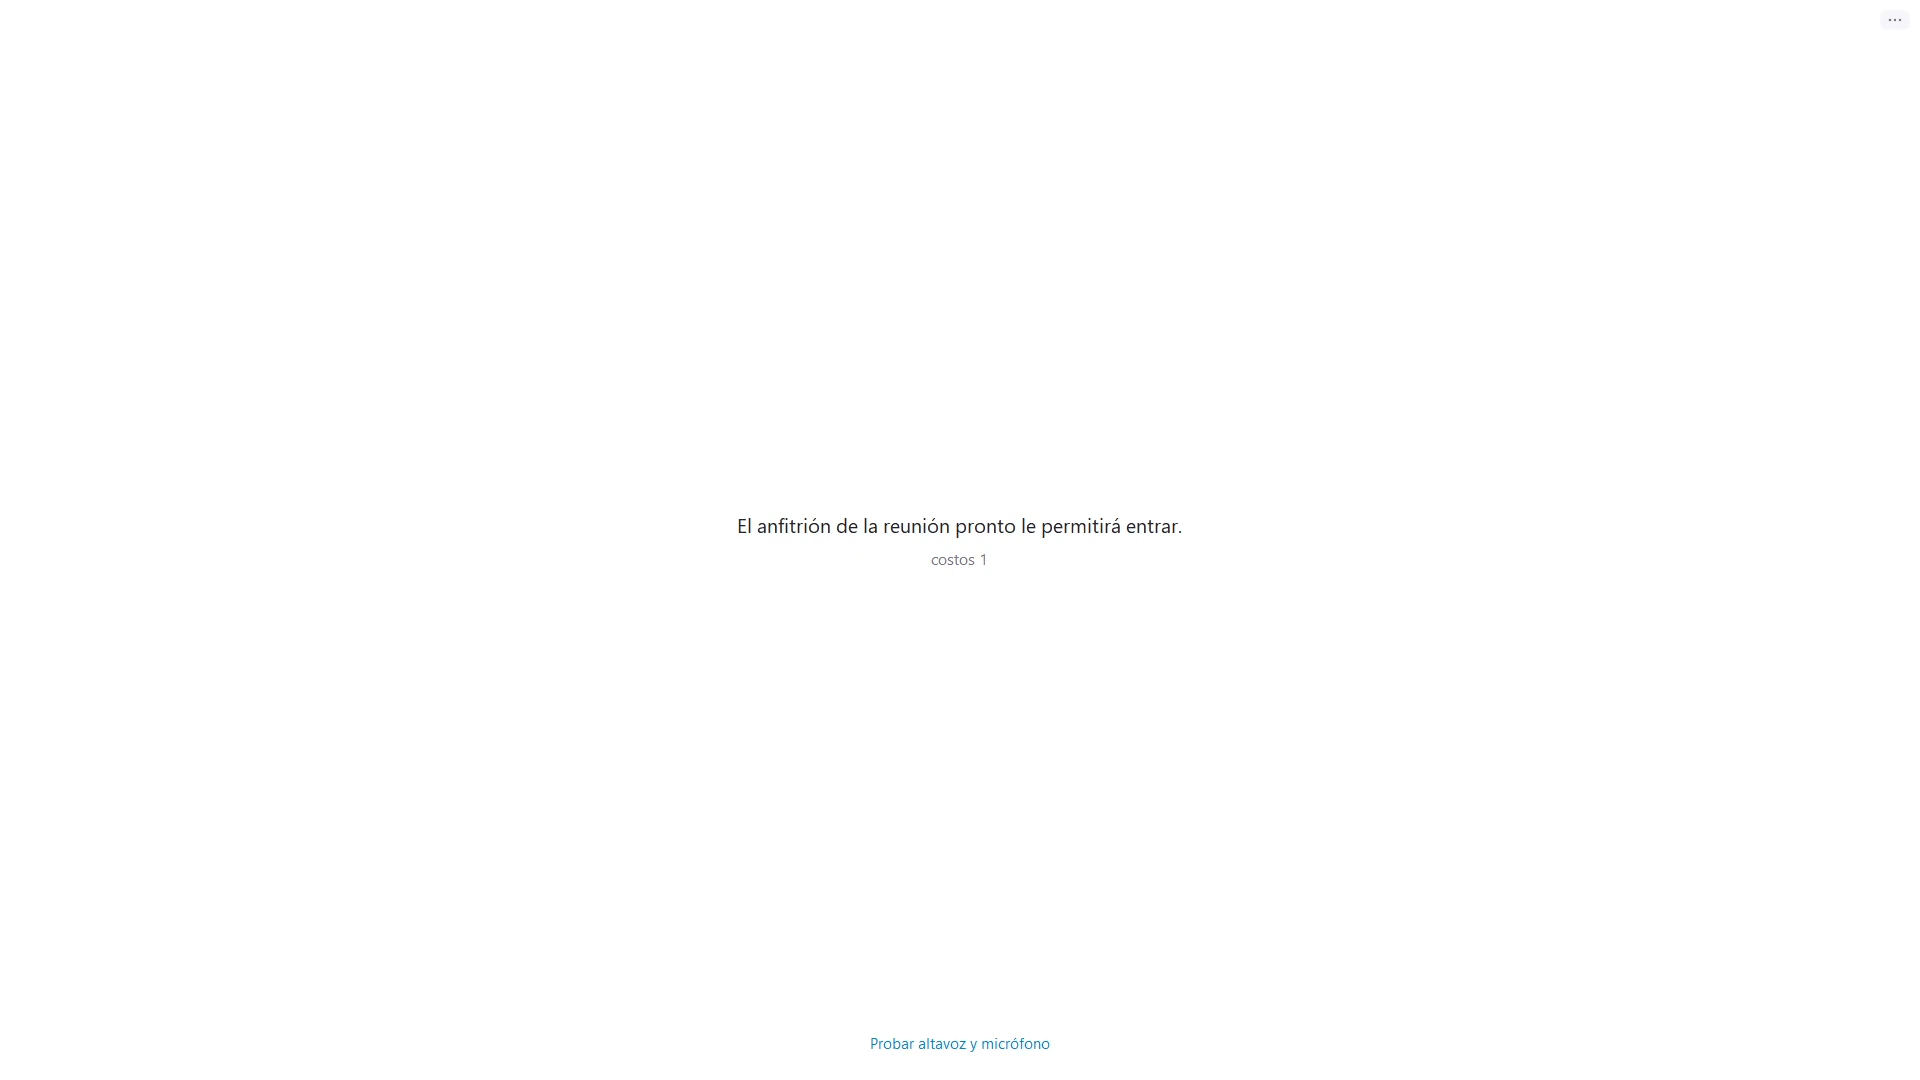 El anfitrión de la reunión pronto le permitirá entrar.
costos 1
Probar altavoz y micrófono